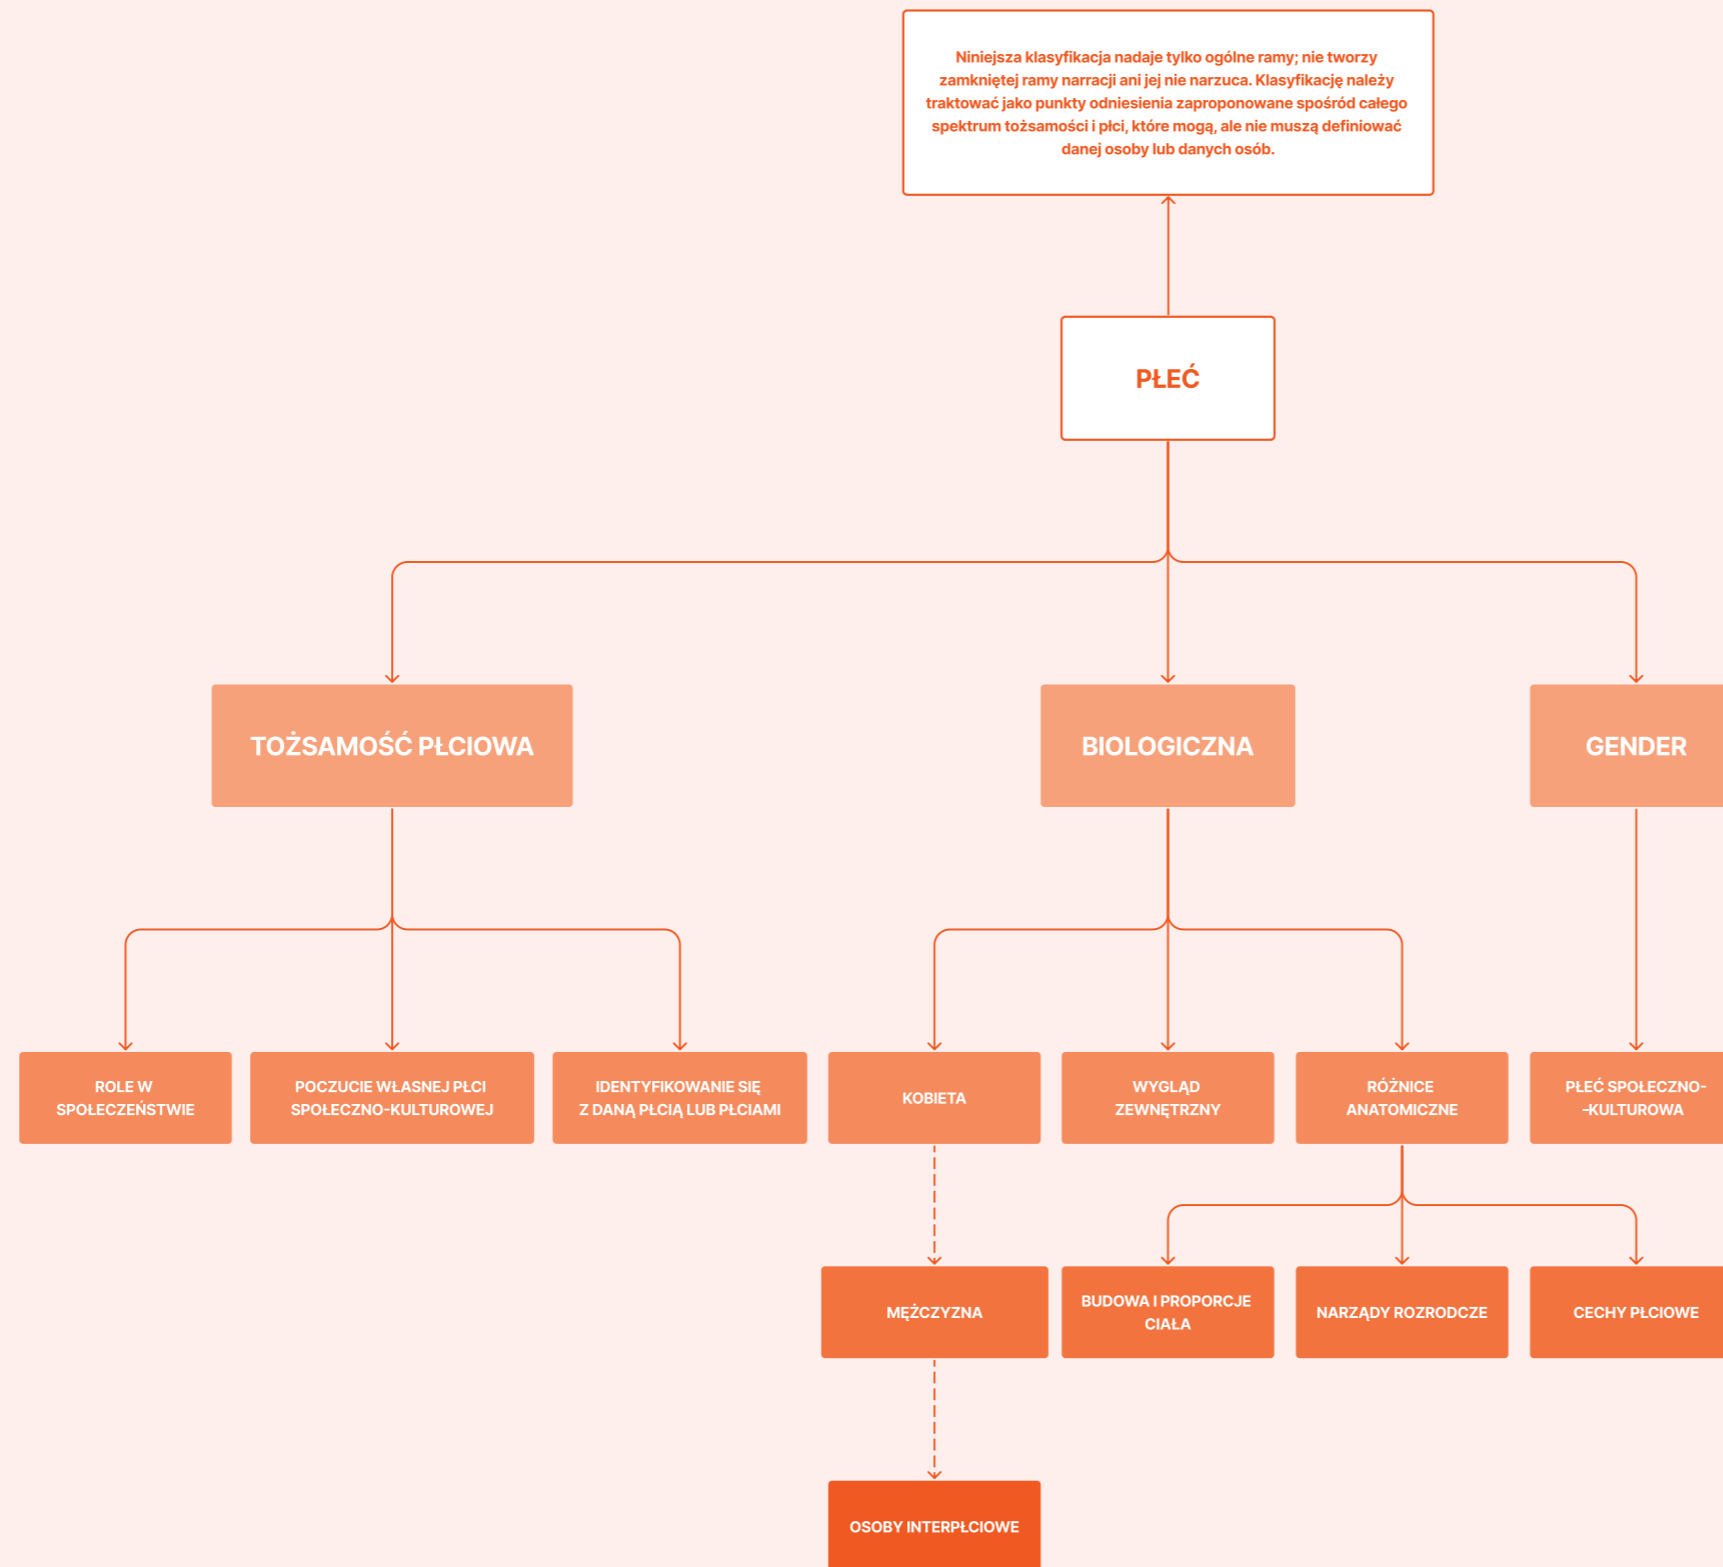 Niniejsza klasyfikacja nadaje tylko ogólne ramy; nie tworzy
zamkniętej ramy narracji ani jej nie narzuca. Klasyfikację należy
traktować jako punkty odniesienia zaproponowane spośród całego
spektrum tożsamości i płci, które mogą, ale nie muszą definiować
danej osoby lub danych osób.
PŁEĆ
TOŻSAMOŚĆ PŁCIOWA
BIOLOGICZNA
GENDER
ROLE W
SPOŁECZEŃSTWIE
POCZUCIE WŁASNEJ PŁCI
SPOŁECZNO-KULTUROWEJ
IDENTYFIKOWANIE SIĘ
Z DANĄ PŁCIĄ LUB PŁCIAMI
KOBIETA
WYGLĄD
ZEWNĘTRZNY
RÓŻNICE
ANATOMICZNE
PŁEĆ SPOŁECZNO-
-KULTUROWA
MĘŻCZYZNA
BUDOWA I PROPORCJE
CIAŁA
NARZĄDY ROZRODCZE
CECHY PŁCIOWE
OSOBY INTERPŁCIOWE